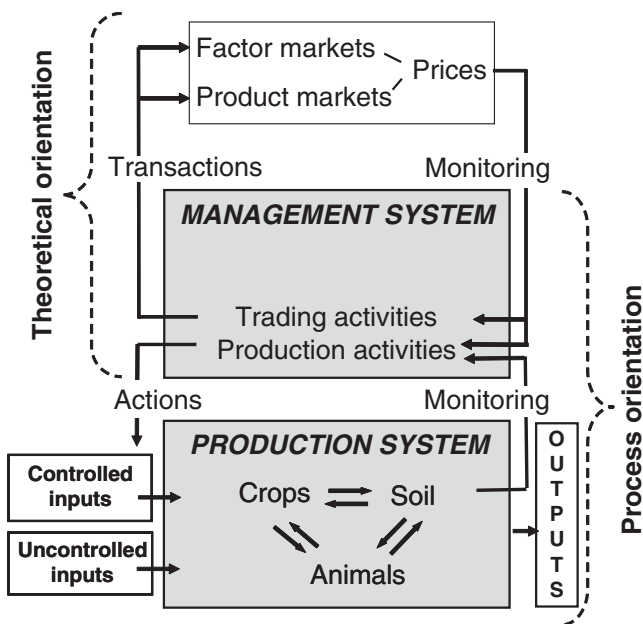 Theoretical orientation
Factor markets
Product markets
Prices
Transactions
Monitoring
MANAGEMENT SYSTEM
Trading activities
Production activities
Actions
Monitoring
PRODUCTION SYSTEM
Controlled
inputs
Uncontrolled
inputs
Crops
Soil
Animals
OUTPUTS
Process orientation